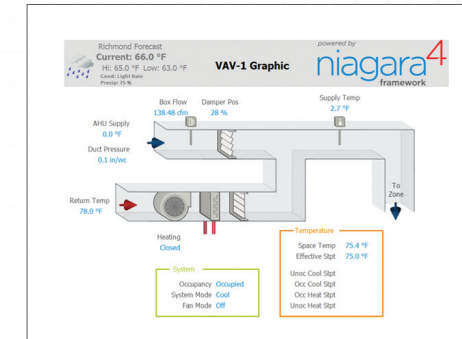 Richmond Forecast
Current: 66.0 °F
Hi: 65.0 °F Low: 63.0 °F
Cond: Light Rain
Precip: 75 %
VAV-1 Graphic
powered by
niagara4
framework
Box Flow
138.48 cfm
Damper Pos
28 %
Supply Temp
2.7 °F
AHU Supply
0.0 °F
Duct Pressure
0.1 in/wc
Return Temp
78.0 °F
To
Zone
Heating
Closed
System
Occupancy Occupied
System Mode Cool
Fan Mode Off
Temperature
Space Temp 75.4 °F
Effective Stpt 75.0 °F
Unoc Cool Stpt
Occ Cool Stpt
Occ Heat Stpt
Unoc Heat Stpt